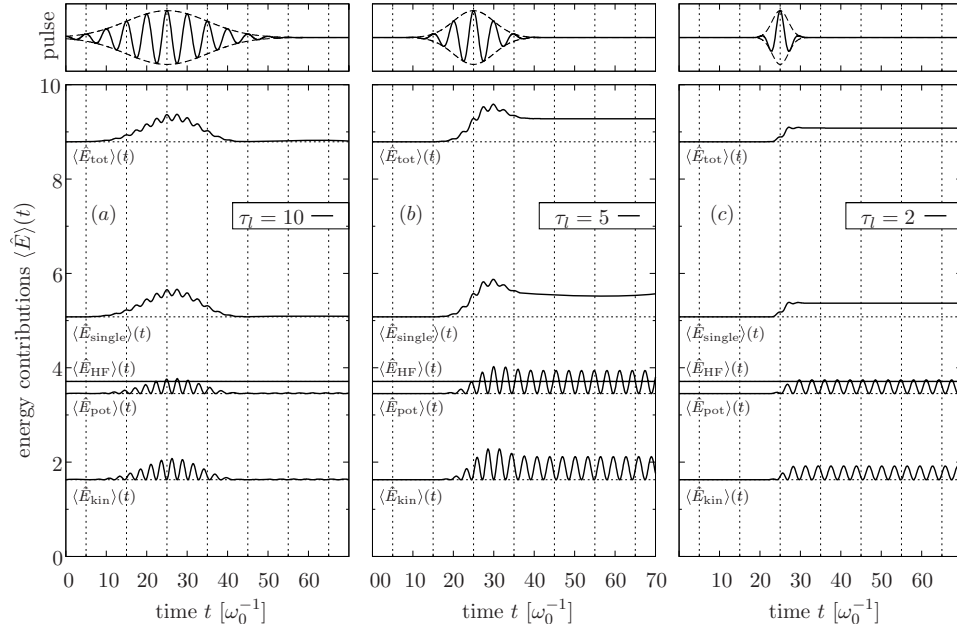 pulse
energy contributions ⟨Ê⟩(t)
10
8
6
4
2
0
⟨Ê_tot⟩(t)
(a)
τ_l = 10
⟨Ê_single⟩(t)
⟨Ê_HF⟩(t)
⟨Ê_pot⟩(t)
⟨Ê_kin⟩(t)
0 10 20 30 40 50 60
time t [ω_0^{-1}]
⟨Ê_tot⟩(t)
(b)
τ_l = 5
⟨Ê_single⟩(t)
⟨Ê_HF⟩(t)
⟨Ê_pot⟩(t)
⟨Ê_kin⟩(t)
00 10 20 30 40 50 60 70
time t [ω_0^{-1}]
⟨Ê_tot⟩(t)
(c)
τ_l = 2
⟨Ê_single⟩(t)
⟨Ê_HF⟩(t)
⟨Ê_pot⟩(t)
⟨Ê_kin⟩(t)
10 20 30 40 50 60 70
time t [ω_0^{-1}]